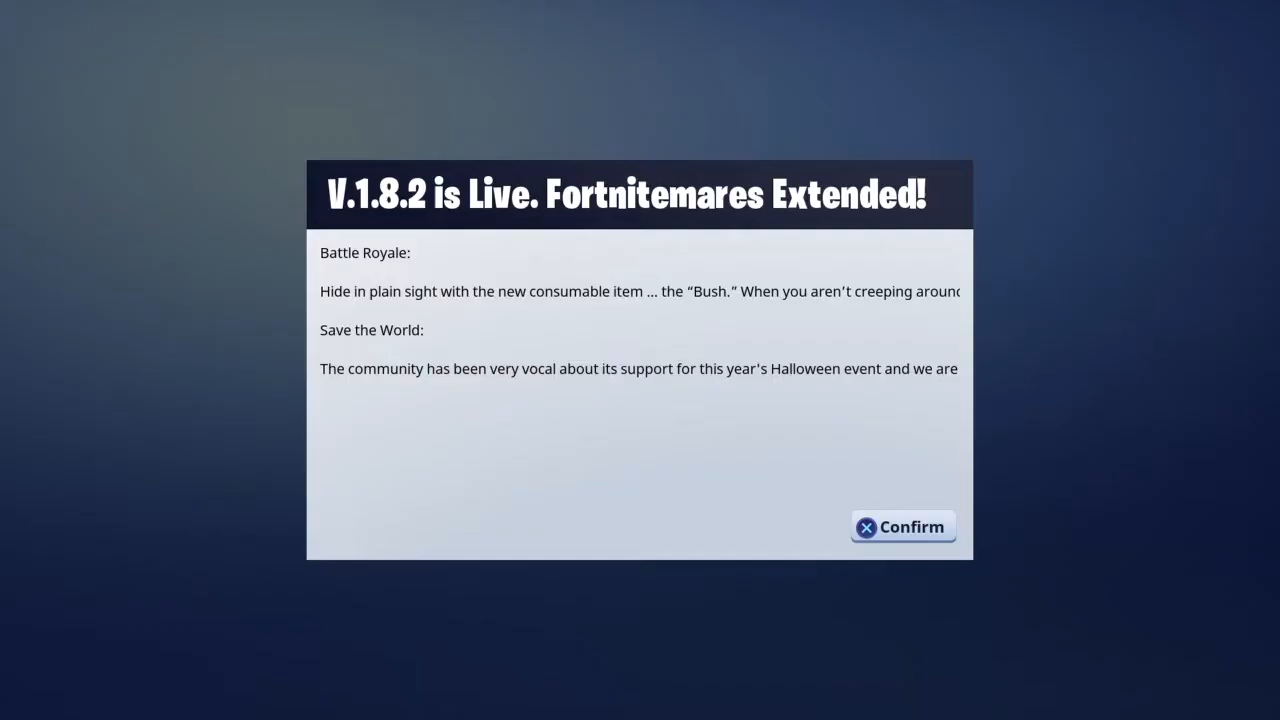 V.1.8.2 is Live. Fortnitemares Extended!
Battle Royale:
Hide in plain sight with the new consumable item ... the “Bush.” When you aren’t creeping around
Save the World:
The community has been very vocal about its support for this year's Halloween event and we are
Confirm